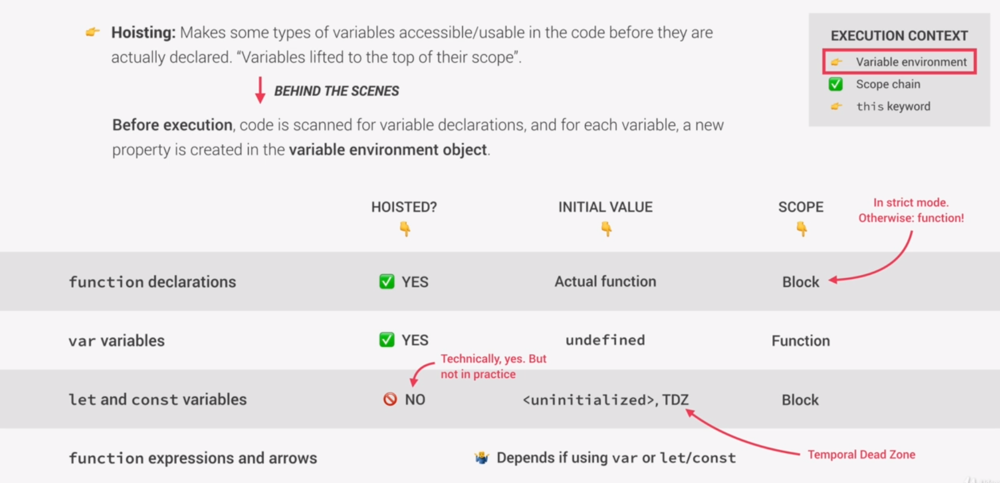 Hoisting: Makes some types of variables accessible/usable in the code before they are
actually declared. “Variables lifted to the top of their scope”.
BEHIND THE SCENES
Before execution, code is scanned for variable declarations, and for each variable, a new
property is created in the variable environment object.
EXECUTION CONTEXT
Variable environment
Scope chain
this keyword
HOISTED?
INITIAL VALUE
SCOPE
In strict mode.
Otherwise: function!
function declarations
YES
Actual function
Block
var variables
YES
undefined
Function
Technically, yes. But
not in practice
let and const variables
NO
<uninitialized>, TDZ
Block
function expressions and arrows
Depends if using var or let/const
Temporal Dead Zone